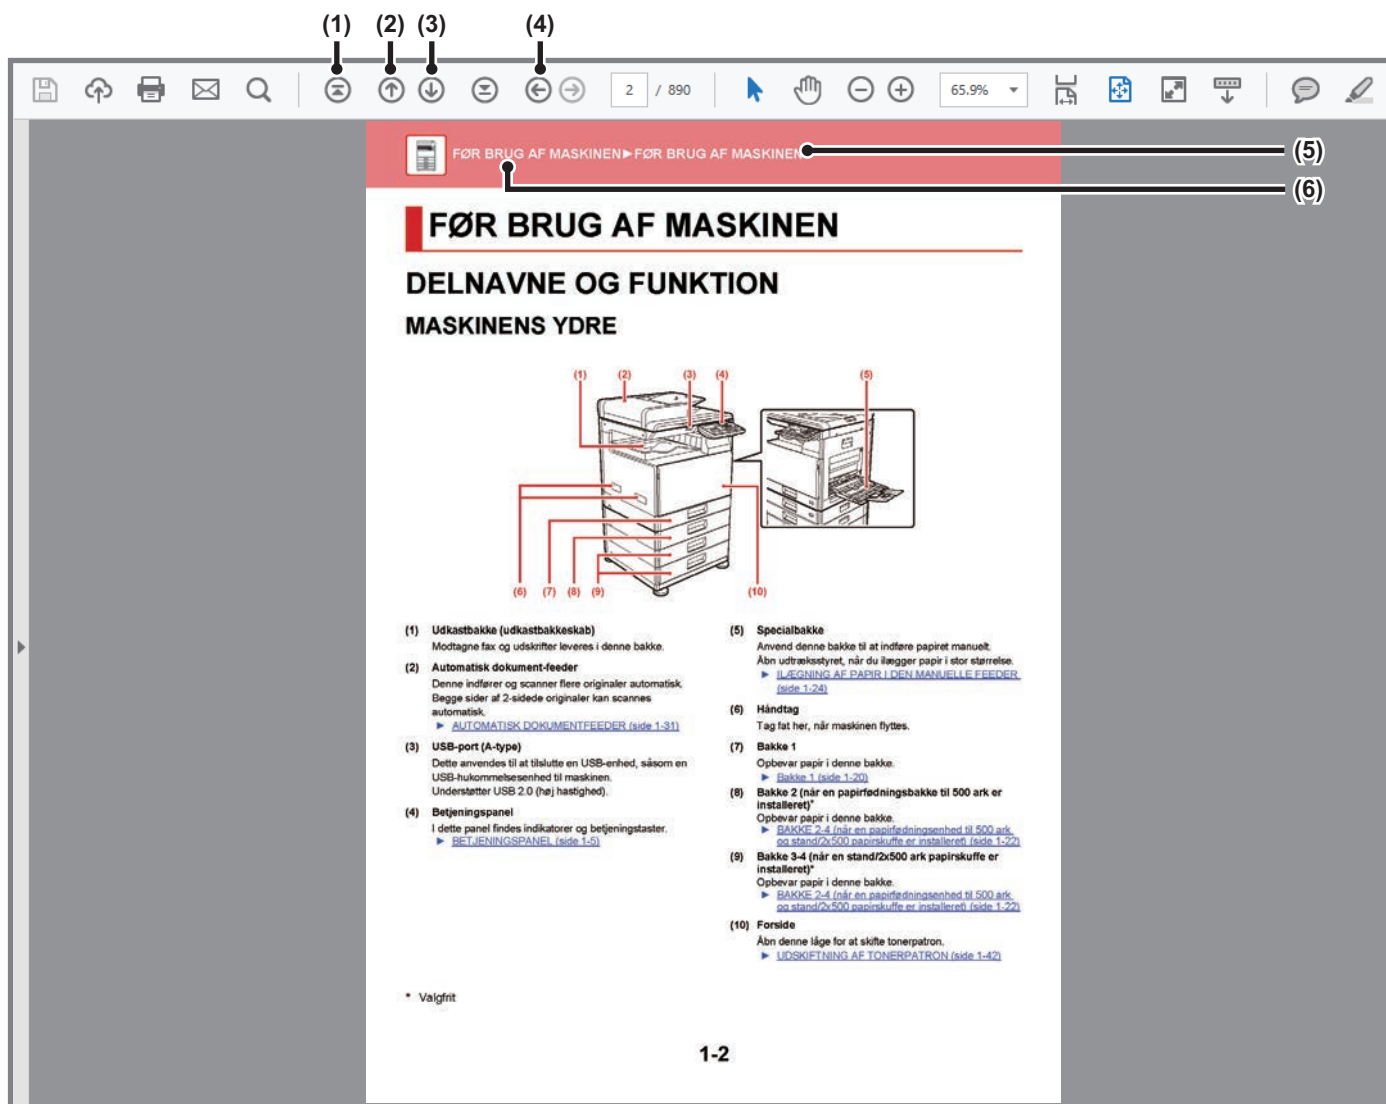 (1) (2) (3) (4)
2 / 890
65.9%
FØR BRUG AF MASKINEN►FØR BRUG AF MASKINEN
(5)
(6)
FØR BRUG AF MASKINEN
DELNAVNE OG FUNKTION
MASKINENS YDRE
(1) (2) (3) (4) (5)
(6) (7) (8) (9) (10)
(1) Udkastbakke (udkastbakkeskab)
Modtagne fax og udskrifter leveres i denne bakke.
(2) Automatisk dokument-feeder
Denne indfører og scanner flere originaler automatisk.
Begge sider af 2-sidede originaler kan scannes
automatisk.
► AUTOMATISK DOKUMENTFEEDER (side 1-31)
(3) USB-port (A-type)
Dette anvendes til at tilslutte en USB-enhed, såsom en
USB-hukommelsesenhed til maskinen.
Understøtter USB 2.0 (høj hastighed).
(4) Betjeningspanel
I dette panel findes indikatorer og betjeningstaster.
► BETJENINGSPANEL (side 1-5)
(5) Specialbakke
Anvend denne bakke til at indføre papiret manuelt.
Åbn udtræksstyret, når du ilægger papir i stor størrelse.
► ILÆGNING AF PAPIR I DEN MANUELLE FEEDER
(side 1-24)
(6) Håndtag
Tag fat her, når maskinen flyttes.
(7) Bakke 1
Opbevar papir i denne bakke.
► Bakke 1 (side 1-20)
(8) Bakke 2 (når en papirfødningsbakke til 500 ark er
installeret)*
Opbevar papir i denne bakke.
► BAKKE 2-4 (når en papirfødningsenhed til 500 ark
og stand/2x500 papirskuffe er installeret) (side 1-22)
(9) Bakke 3-4 (når en stand/2x500 ark papirskuffe er
installeret)*
Opbevar papir i denne bakke.
► BAKKE 2-4 (når en papirfødningsenhed til 500 ark
og stand/2x500 papirskuffe er installeret) (side 1-22)
(10) Forside
Åbn denne låge for at skifte tonerpatron.
► UDSKIFTNING AF TONERPATRON (side 1-42)
* Valgfrit
1-2